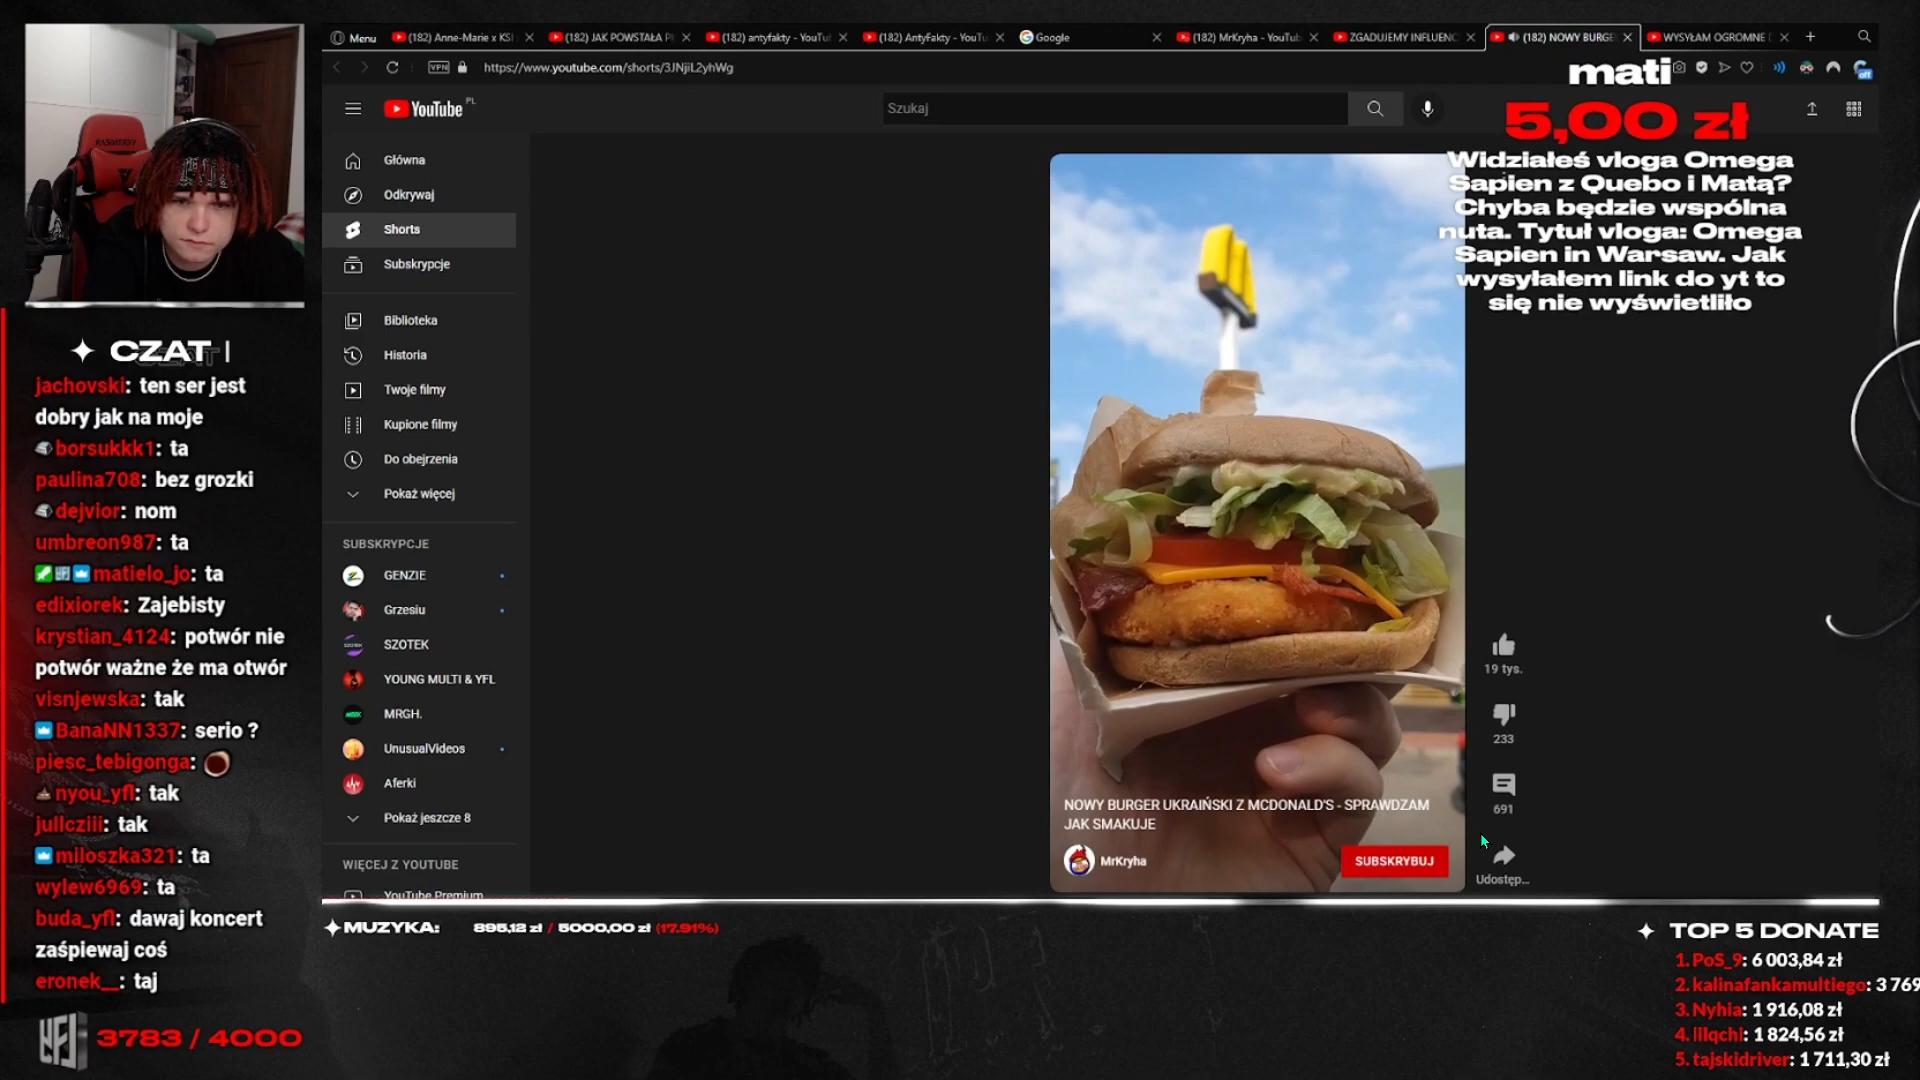 Menu
(182) Anne-Marie x KSI
(182) JAK POWSTAŁA P
(182) antyfakty - YouTu
(182) AntyFakty - YouTu
Google
(182) MrKryha - YouTub
ZGADUJEMY INFLUENC
(182) NOWY BURGE
WYSYŁAM OGROMNE
VPN
https://www.youtube.com/shorts/3JNjiL2yhWg
off
mati
5,00 zł
Widziałeś vloga Omega
Sapien z Quebo i Matą?
Chyba będzie wspólna
nuta. Tytuł vloga: Omega
Sapien in Warsaw. Jak
wysyłałem link do yt to
się nie wyświetliło
YouTube PL
Szukaj
Główna
Odkrywaj
Shorts
Subskrypcje
Biblioteka
Historia
Twoje filmy
Kupione filmy
Do obejrzenia
Pokaż więcej
SUBSKRYPCJE
GENZIE
Grzesiu
SZOTEK
YOUNG MULTI & YFL
MRGH.
UnusualVideos
Aferki
Pokaż jeszcze 8
WIĘCEJ Z YOUTUBE
YouTube Premium
19 tys.
233
691
Udostęp...
NOWY BURGER UKRAIŃSKI Z MCDONALD'S - SPRAWDZAM
JAK SMAKUJE
MrKryha
SUBSKRYBUJ
CZAT
jachovski: ten ser jest
dobry jak na moje
borsukkk1: ta
paulina708: bez grozki
dejvior: nom
umbreon987: ta
matielo_jo: ta
edixiorek: Zajebisty
krystian_4124: potwór nie
potwór ważne że ma otwór
visnjewska: tak
BanaNN1337: serio ?
piesc_tebigonga:
nyou_yfl: tak
jullcziii: tak
miloszka321: ta
wylew6969: ta
buda_yfl: dawaj koncert
zaśpiewaj coś
eronek__: taj
YFL 3783 / 4000
MUZYKA: 895,12 zł / 5000,00 zł (17.91%)
TOP 5 DONATE
1. PoS_9: 6 003,84 zł
2. kalinafankamultiego: 3 769
3. Nyhia: 1 916,08 zł
4. lilqchi: 1 824,56 zł
5. tajskidriver: 1 711,30 zł